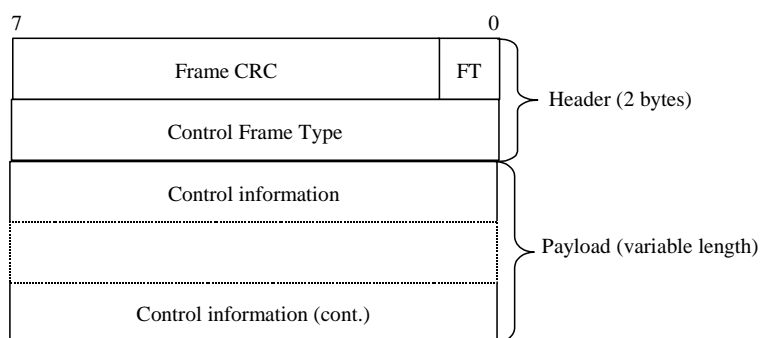 7 0
Frame CRC FT
Header (2 bytes)
Control Frame Type
Control information
Payload (variable length)
Control information (cont.)